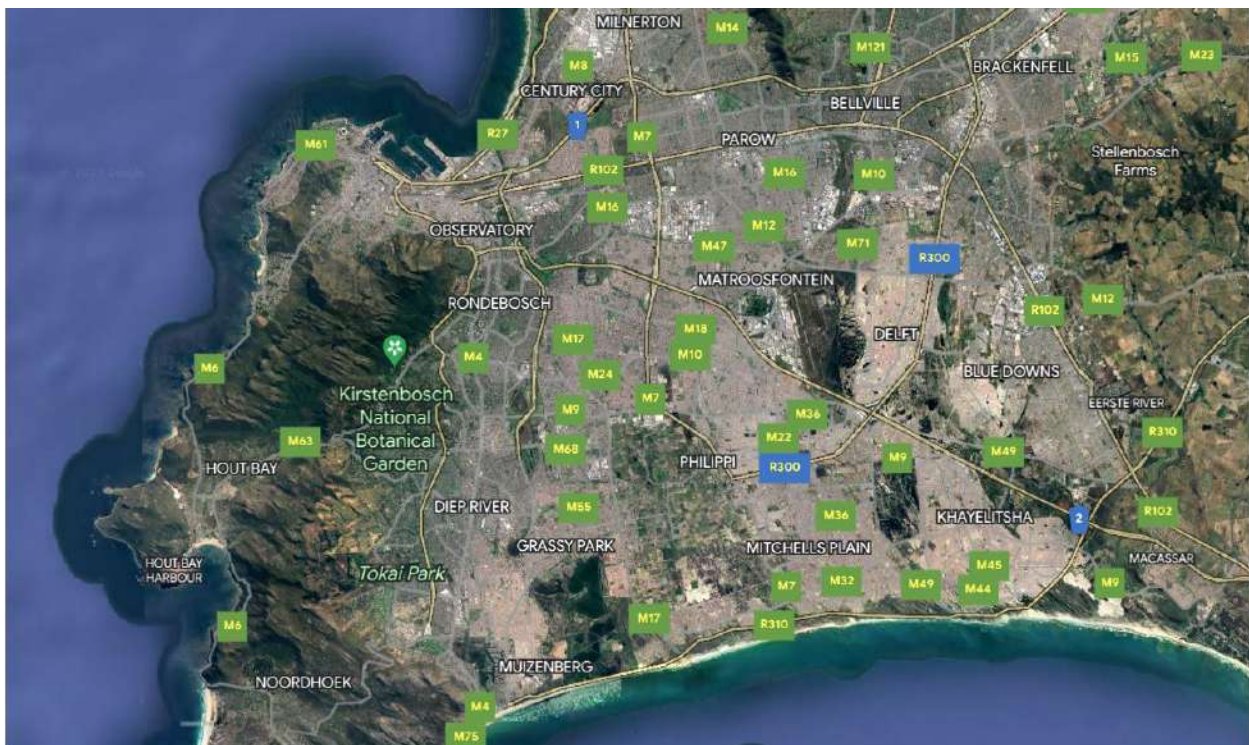 MILNERTON
M14
M121
BRACKENFELL
M15
M23
M8
CENTURY CITY
BELLVILLE
1
R27
M7
PAROW
M61
Stellenbosch
Farms
R102
M16
M10
M16
OBSERVATORY
M12
M47
M71
R300
MATROOSFONTEIN
RONDEBOSCH
M12
R102
M17
M18
DELFT
M4
M10
M6
M24
BLUE DOWNS
Kirstenbosch
National
Botanical
Garden
M9
M7
M36
EERSTE RIVER
R310
M63
M68
M22
M49
HOUT BAY
PHILIPPI
R300
M9
DIEP RIVER
M55
M36
KHAYELITSHA
2
R102
GRASSY PARK
MITCHELLS PLAIN
HOUT BAY
HARBOUR
Tokai Park
MACASSAR
M45
M7
M32
M49
M44
M9
M6
M17
R310
MUIZENBERG
NOORDHOEK
M4
M75